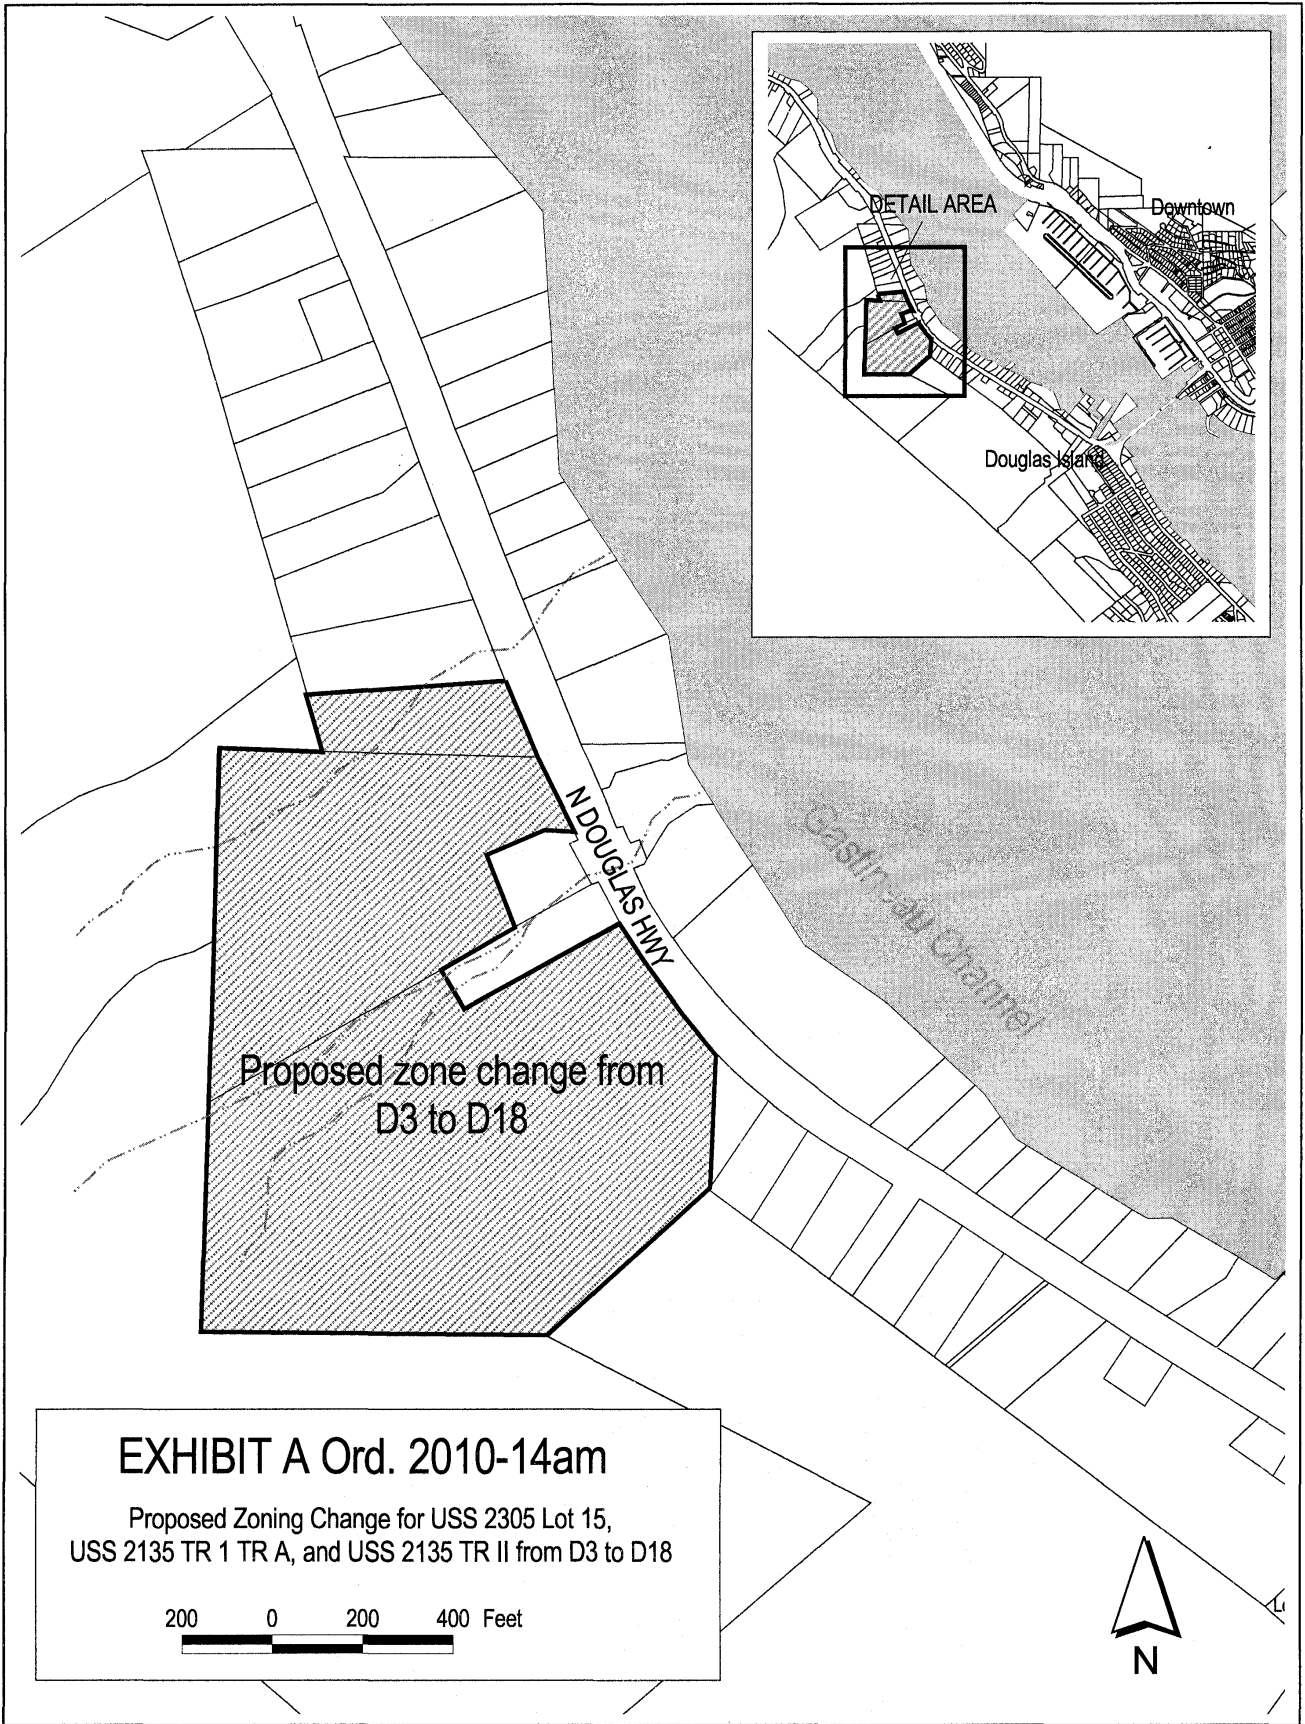 DETAIL AREA
Downtown
Douglas Island
N DOUGLAS HWY
Gastineau Channel
Proposed zone change from
D3 to D18
EXHIBIT A Ord. 2010-14am
Proposed Zoning Change for USS 2305 Lot 15,
USS 2135 TR 1 TR A, and USS 2135 TR II from D3 to D18
200 0 200 400 Feet
N